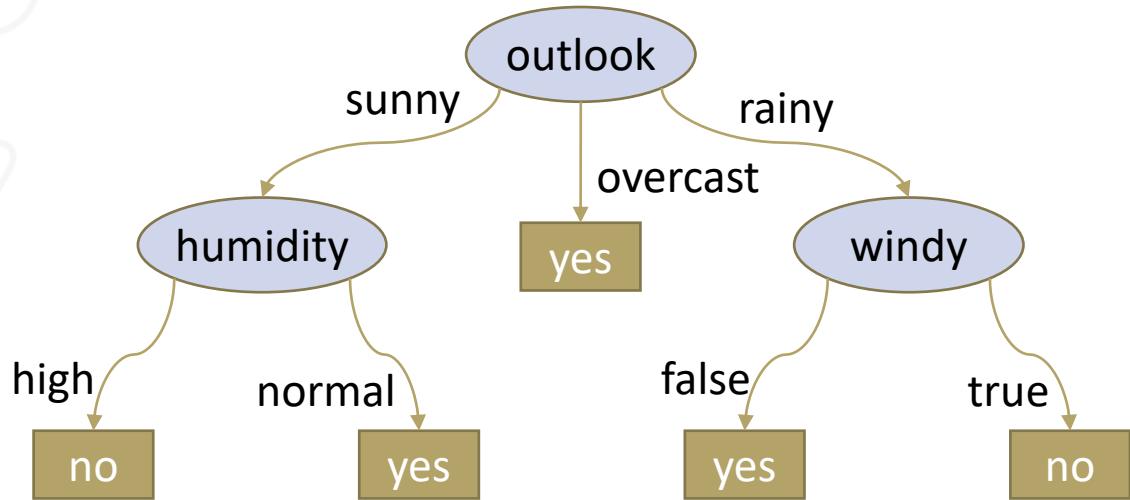 outlook
sunny
rainy
overcast
humidity
yes
windy
high
normal
false
true
no
yes
yes
no